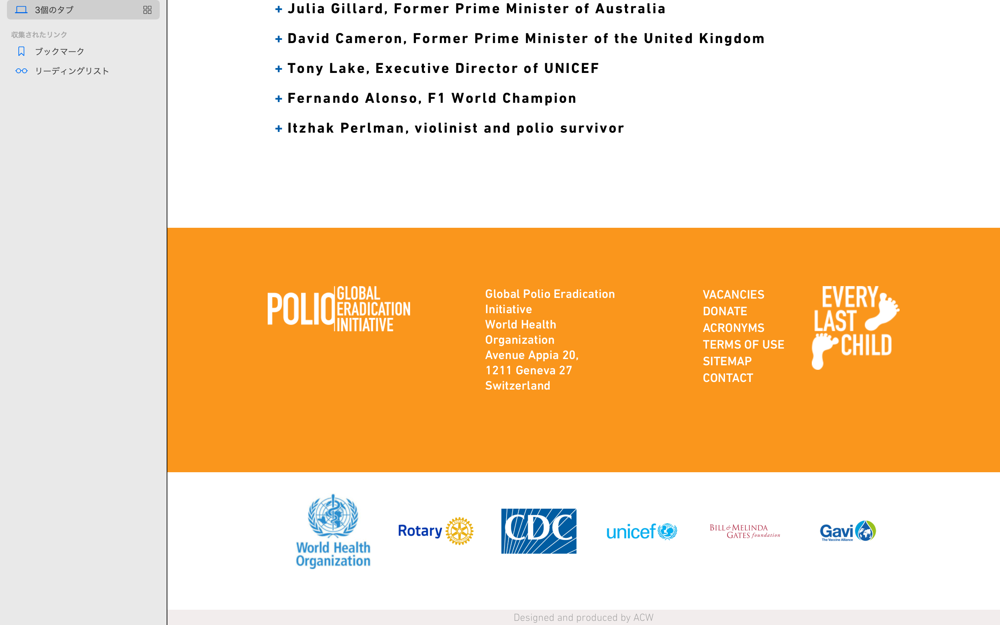 3個のタブ
収集されたリンク
ブックマーク
リーディングリスト
+ Julia Gillard, Former Prime Minister of Australia
+ David Cameron, Former Prime Minister of the United Kingdom
+ Tony Lake, Executive Director of UNICEF
+ Fernando Alonso, F1 World Champion
+ Itzhak Perlman, violinist and polio survivor
POLIO GLOBAL
ERADICATION
INITIATIVE
Global Polio Eradication
Initiative
World Health
Organization
Avenue Appia 20,
1211 Geneva 27
Switzerland
VACANCIES
DONATE
ACRONYMS
TERMS OF USE
SITEMAP
CONTACT
EVERY
LAST
CHILD
World Health
Organization
Rotary
ROTARY
INTERNATIONAL
CDC
unicef
BILL & MELINDA
GATES foundation
Gavi
The Vaccine Alliance
Designed and produced by ACW